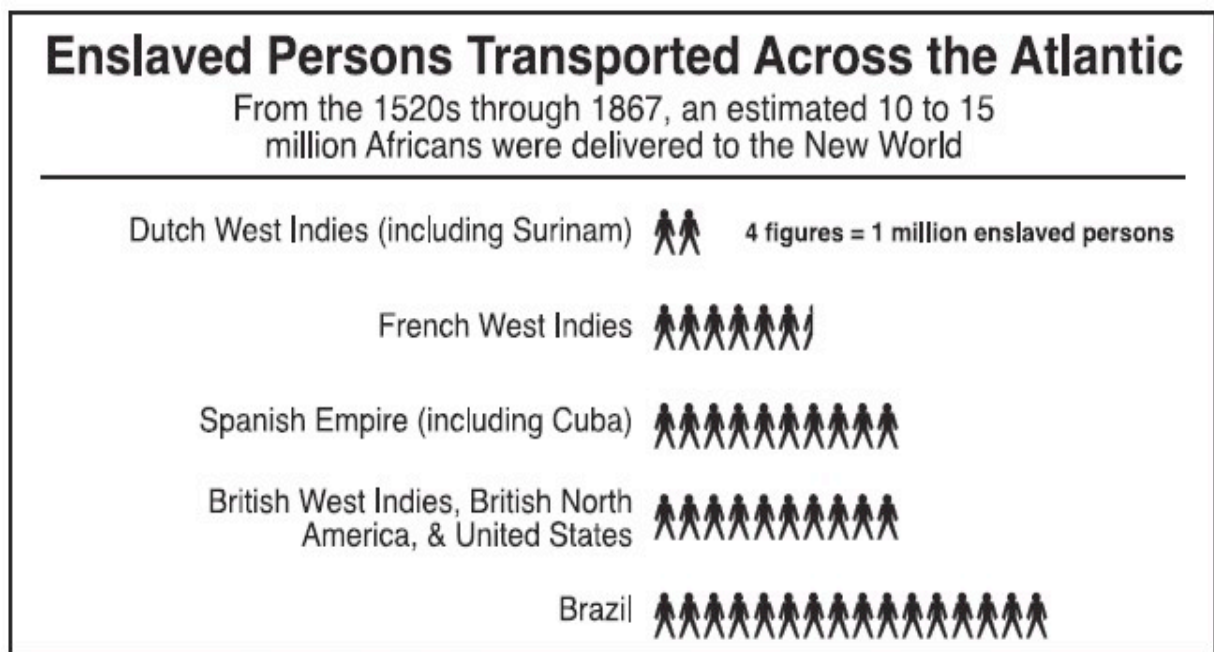 Enslaved Persons Transported Across the Atlantic
From the 1520s through 1867, an estimated 10 to 15
million Africans were delivered to the New World
Dutch West Indies (including Surinam)
4 figures = 1 million enslaved persons
French West Indies
Spanish Empire (including Cuba)
British West Indies, British North
America, & United States
Brazil